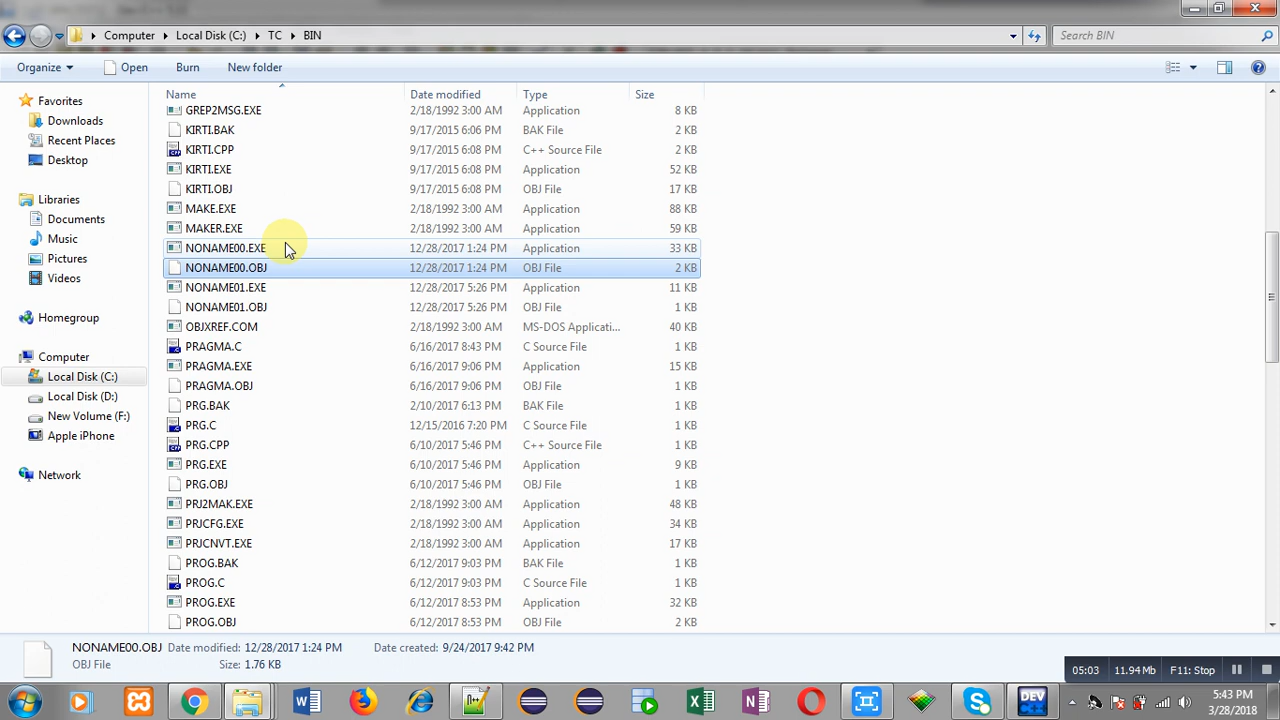 Computer Local Disk (C:) TC BIN Search BIN
Organize Open Burn New folder
Name Date modified Type Size
Favorites
Downloads
Recent Places
Desktop
Libraries
Documents
Music
Pictures
Videos
Homegroup
Computer
Local Disk (C:)
Local Disk (D:)
New Volume (F:)
Apple iPhone
Network
GREP2MSG.EXE 2/18/1992 3:00 AM Application 8 KB
KIRTI.BAK 9/17/2015 6:06 PM BAK File 2 KB
KIRTI.CPP 9/17/2015 6:08 PM C++ Source File 2 KB
KIRTI.EXE 9/17/2015 6:08 PM Application 52 KB
KIRTI.OBJ 9/17/2015 6:08 PM OBJ File 17 KB
MAKE.EXE 2/18/1992 3:00 AM Application 88 KB
MAKER.EXE 2/18/1992 3:00 AM Application 59 KB
NONAME00.EXE 12/28/2017 1:24 PM Application 33 KB
NONAME00.OBJ 12/28/2017 1:24 PM OBJ File 2 KB
NONAME01.EXE 12/28/2017 5:26 PM Application 11 KB
NONAME01.OBJ 12/28/2017 5:26 PM OBJ File 1 KB
OBJXREF.COM 2/18/1992 3:00 AM MS-DOS Applicati... 40 KB
PRAGMA.C 6/16/2017 8:43 PM C Source File 1 KB
PRAGMA.EXE 6/16/2017 9:06 PM Application 15 KB
PRAGMA.OBJ 6/16/2017 9:06 PM OBJ File 1 KB
PRG.BAK 2/10/2017 6:13 PM BAK File 1 KB
PRG.C 12/15/2016 7:20 PM C Source File 1 KB
PRG.CPP 6/10/2017 5:46 PM C++ Source File 1 KB
PRG.EXE 6/10/2017 5:46 PM Application 9 KB
PRG.OBJ 6/10/2017 5:46 PM OBJ File 1 KB
PRJ2MAK.EXE 2/18/1992 3:00 AM Application 48 KB
PRJCFG.EXE 2/18/1992 3:00 AM Application 34 KB
PRJCNVT.EXE 2/18/1992 3:00 AM Application 17 KB
PROG.BAK 6/12/2017 9:03 PM BAK File 1 KB
PROG.C 6/12/2017 9:03 PM C Source File 1 KB
PROG.EXE 6/12/2017 8:53 PM Application 32 KB
PROG.OBJ 6/12/2017 8:53 PM OBJ File 2 KB
NONAME00.OBJ Date modified: 12/28/2017 1:24 PM Date created: 9/24/2017 9:42 PM
OBJ File Size: 1.76 KB
05:03 11.94 Mb F11: Stop
DEV
5:43 PM
3/28/2018